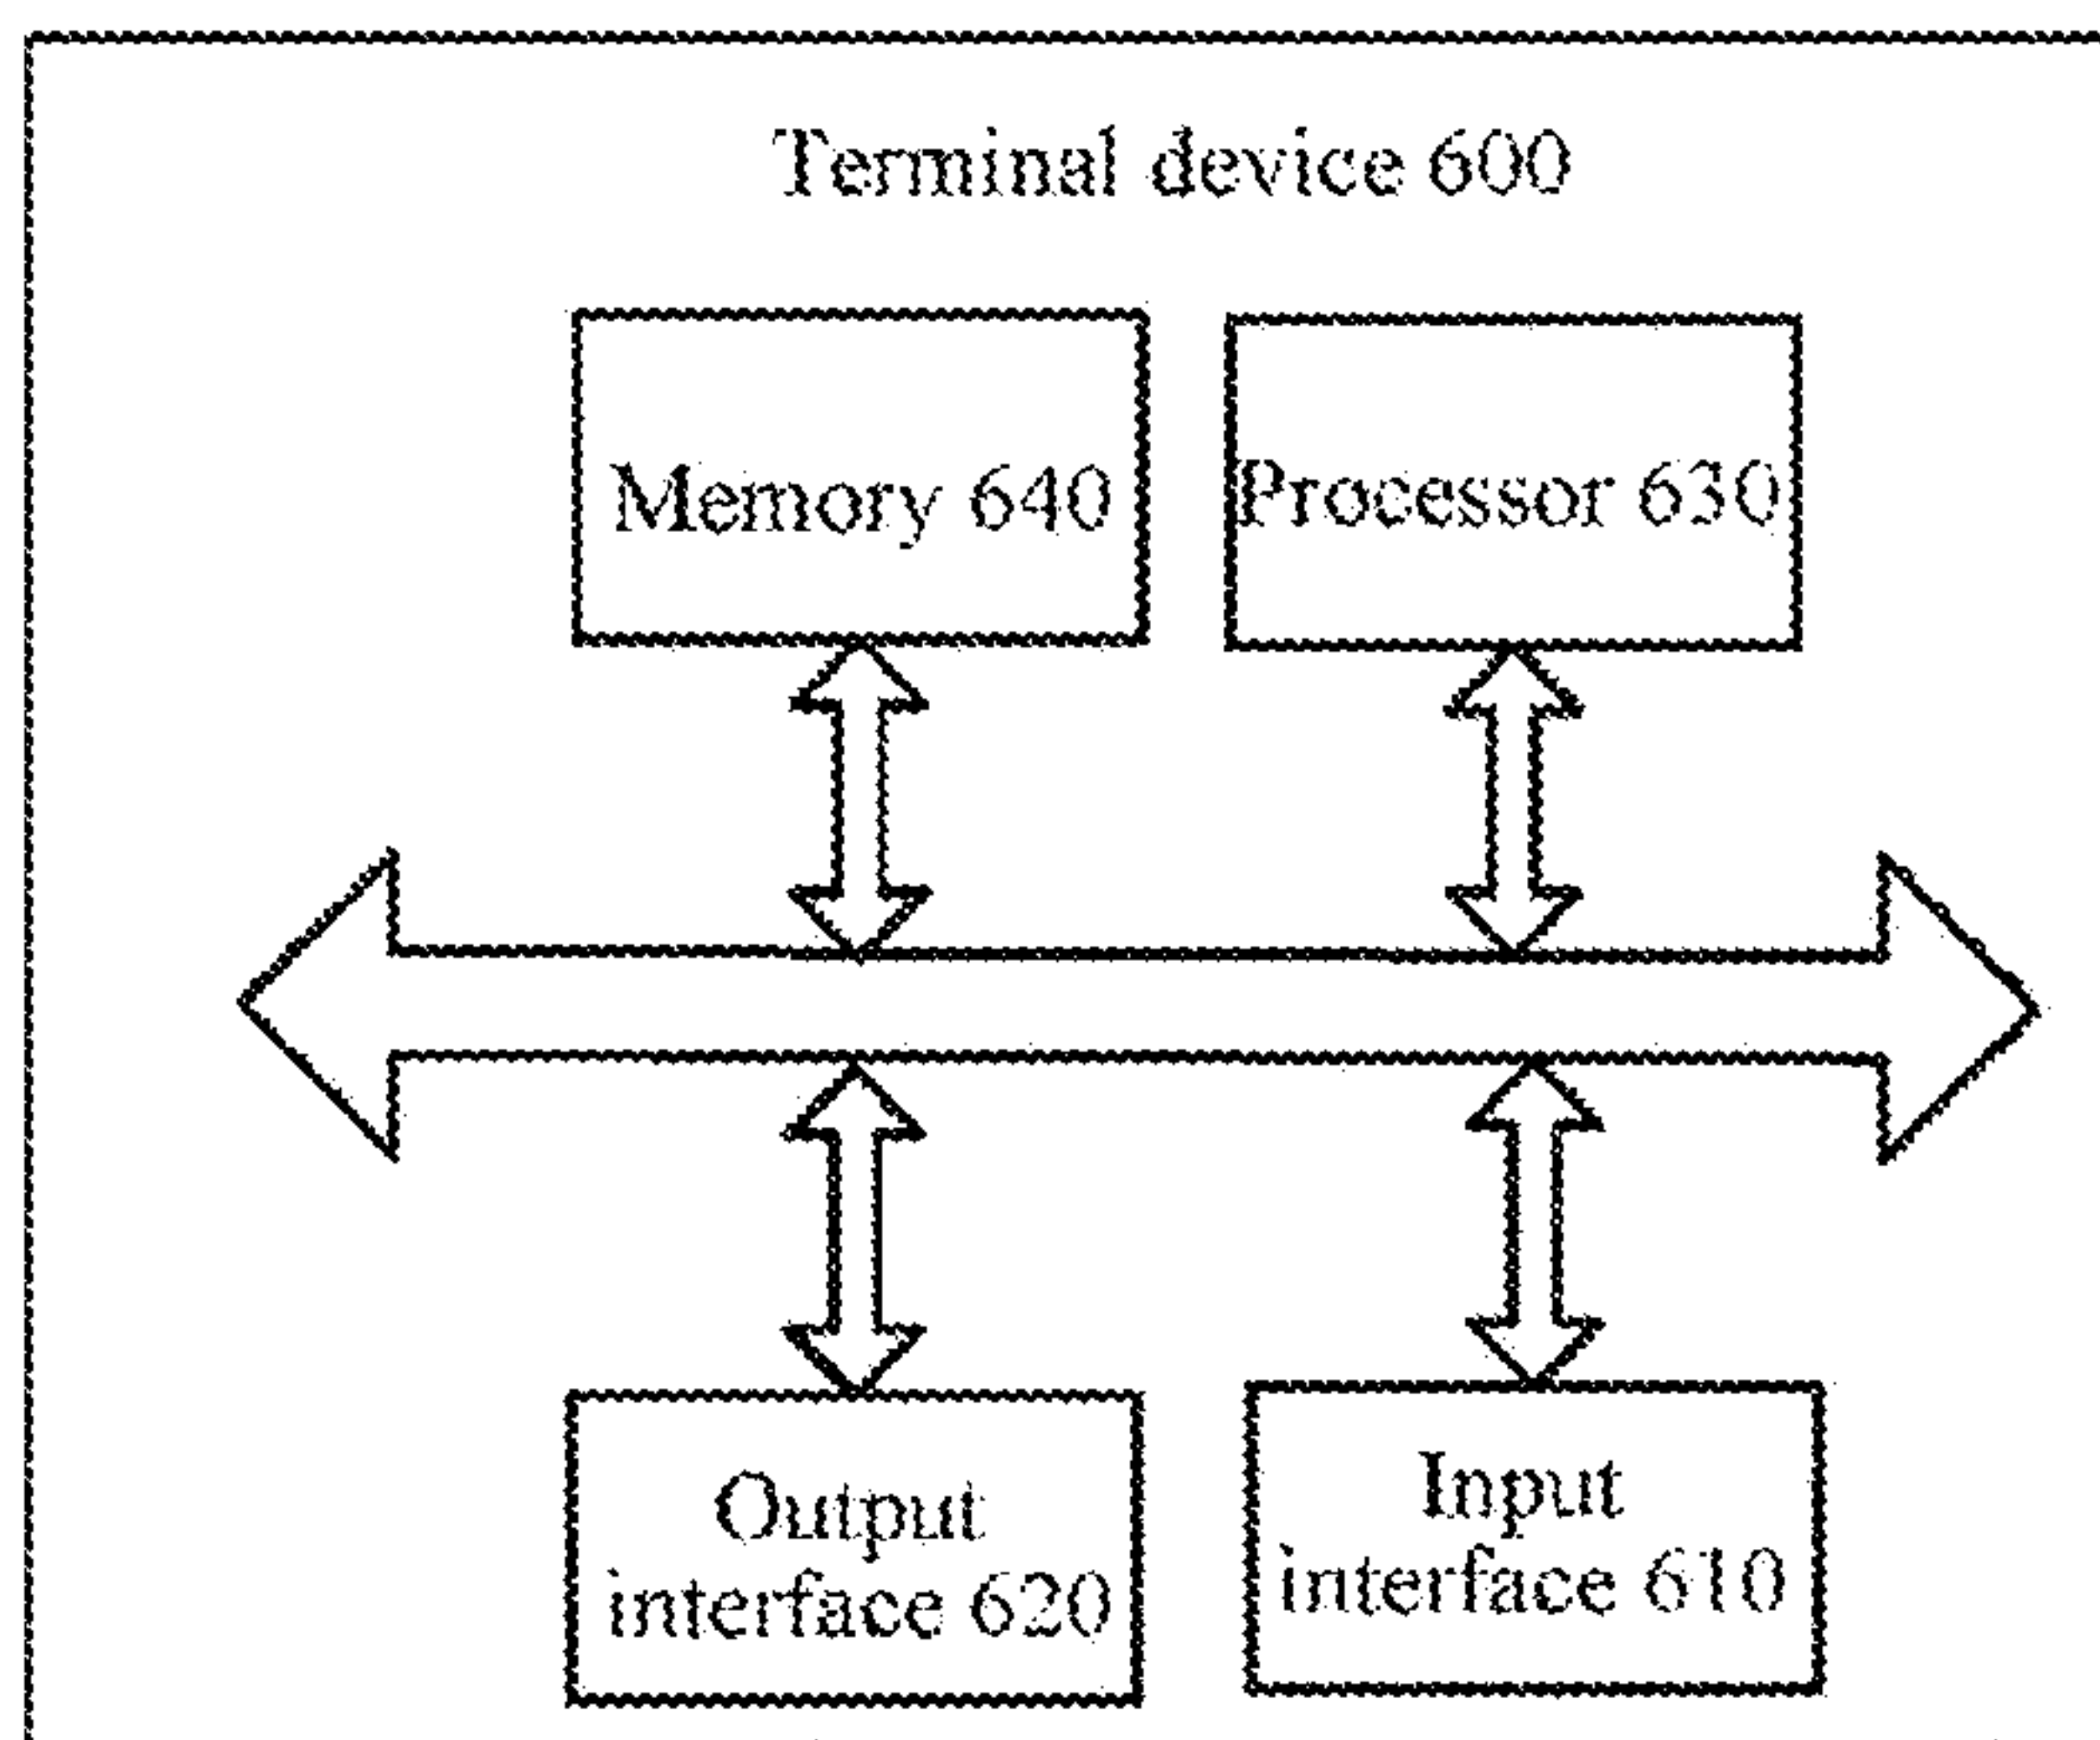 Terminal device 600
Memory 640
Processor 630
Output
interface 620
Input
interface 610